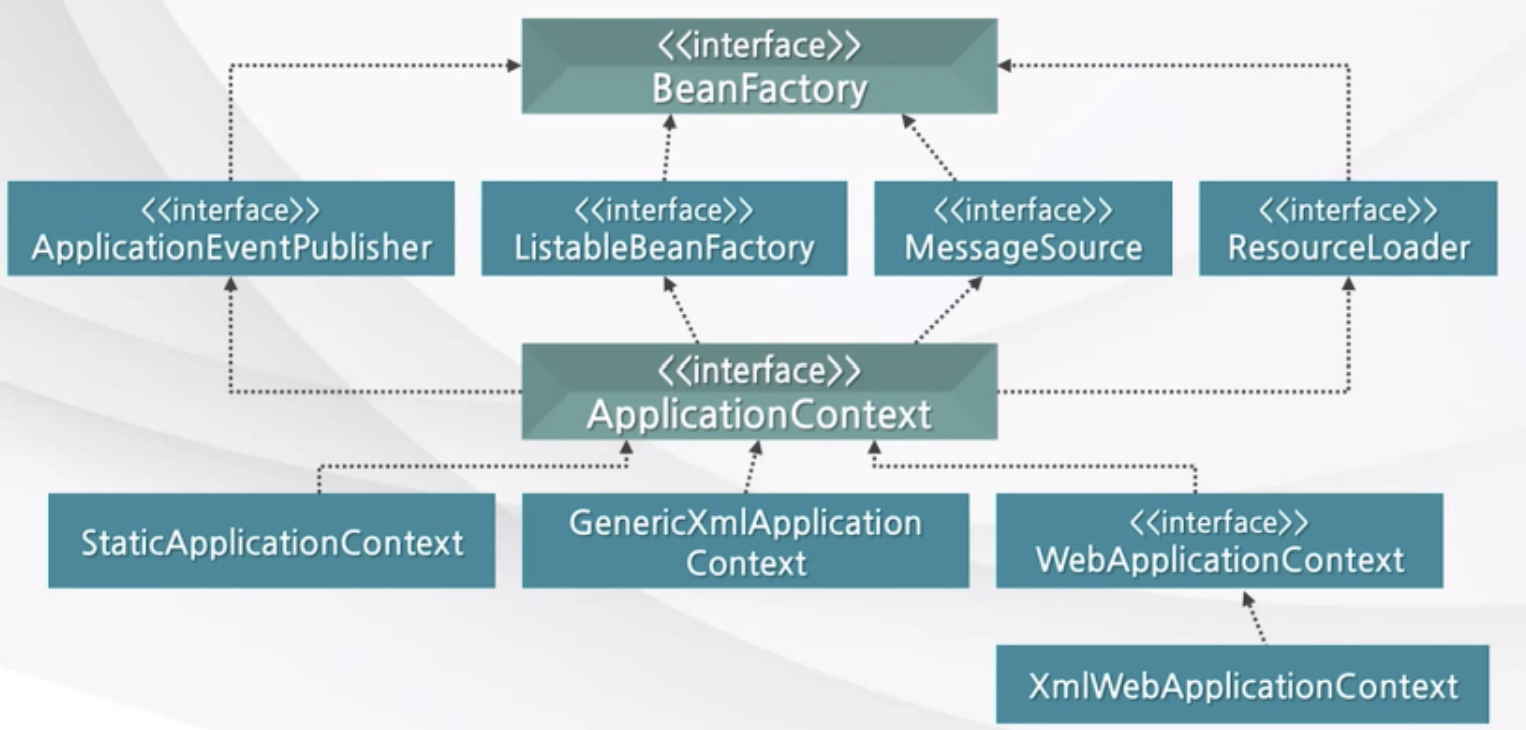 <<interface>>
BeanFactory
<<interface>>
ApplicationEventPublisher
<<interface>>
ListableBeanFactory
<<interface>>
MessageSource
<<interface>>
ResourceLoader
<<interface>>
ApplicationContext
StaticApplicationContext
GenericXmlApplication
Context
<<interface>>
WebApplicationContext
XmlWebApplicationContext